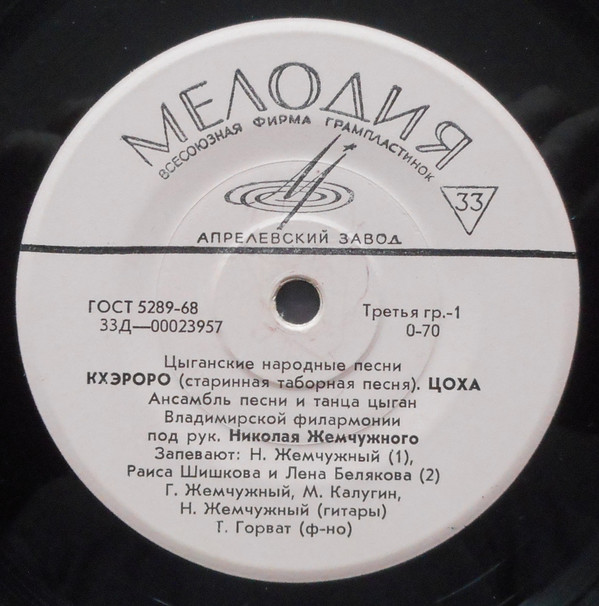 МЕЛОДИЯ
ВСЕСОЮЗНАЯ ФИРМА ГРАМПЛАСТИНОК
33
АПРЕЛЕВСКИЙ ЗАВОД
ГОСТ 5289-68
33Д—00023957
Третья гр.-1
0-70
Цыганские народные песни
КХЭРОРО (старинная таборная песня). ЦОХА
Ансамбль песни и танца цыган
Владимирской филармонии
под рук. Николая Жемчужного
Запевают: Н. Жемчужный (1),
Раиса Шишкова и Лена Белякова (2)
Г. Жемчужный, М. Калугин,
Н. Жемчужный (гитары)
Т. Горват (ф-но)